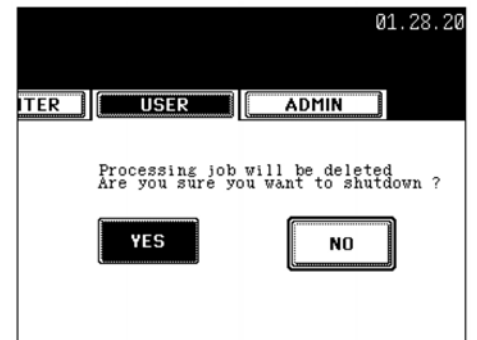 01.28.20
USER ADMIN
Processing job will be deleted
Are you sure you want to shutdown ?
YES NO